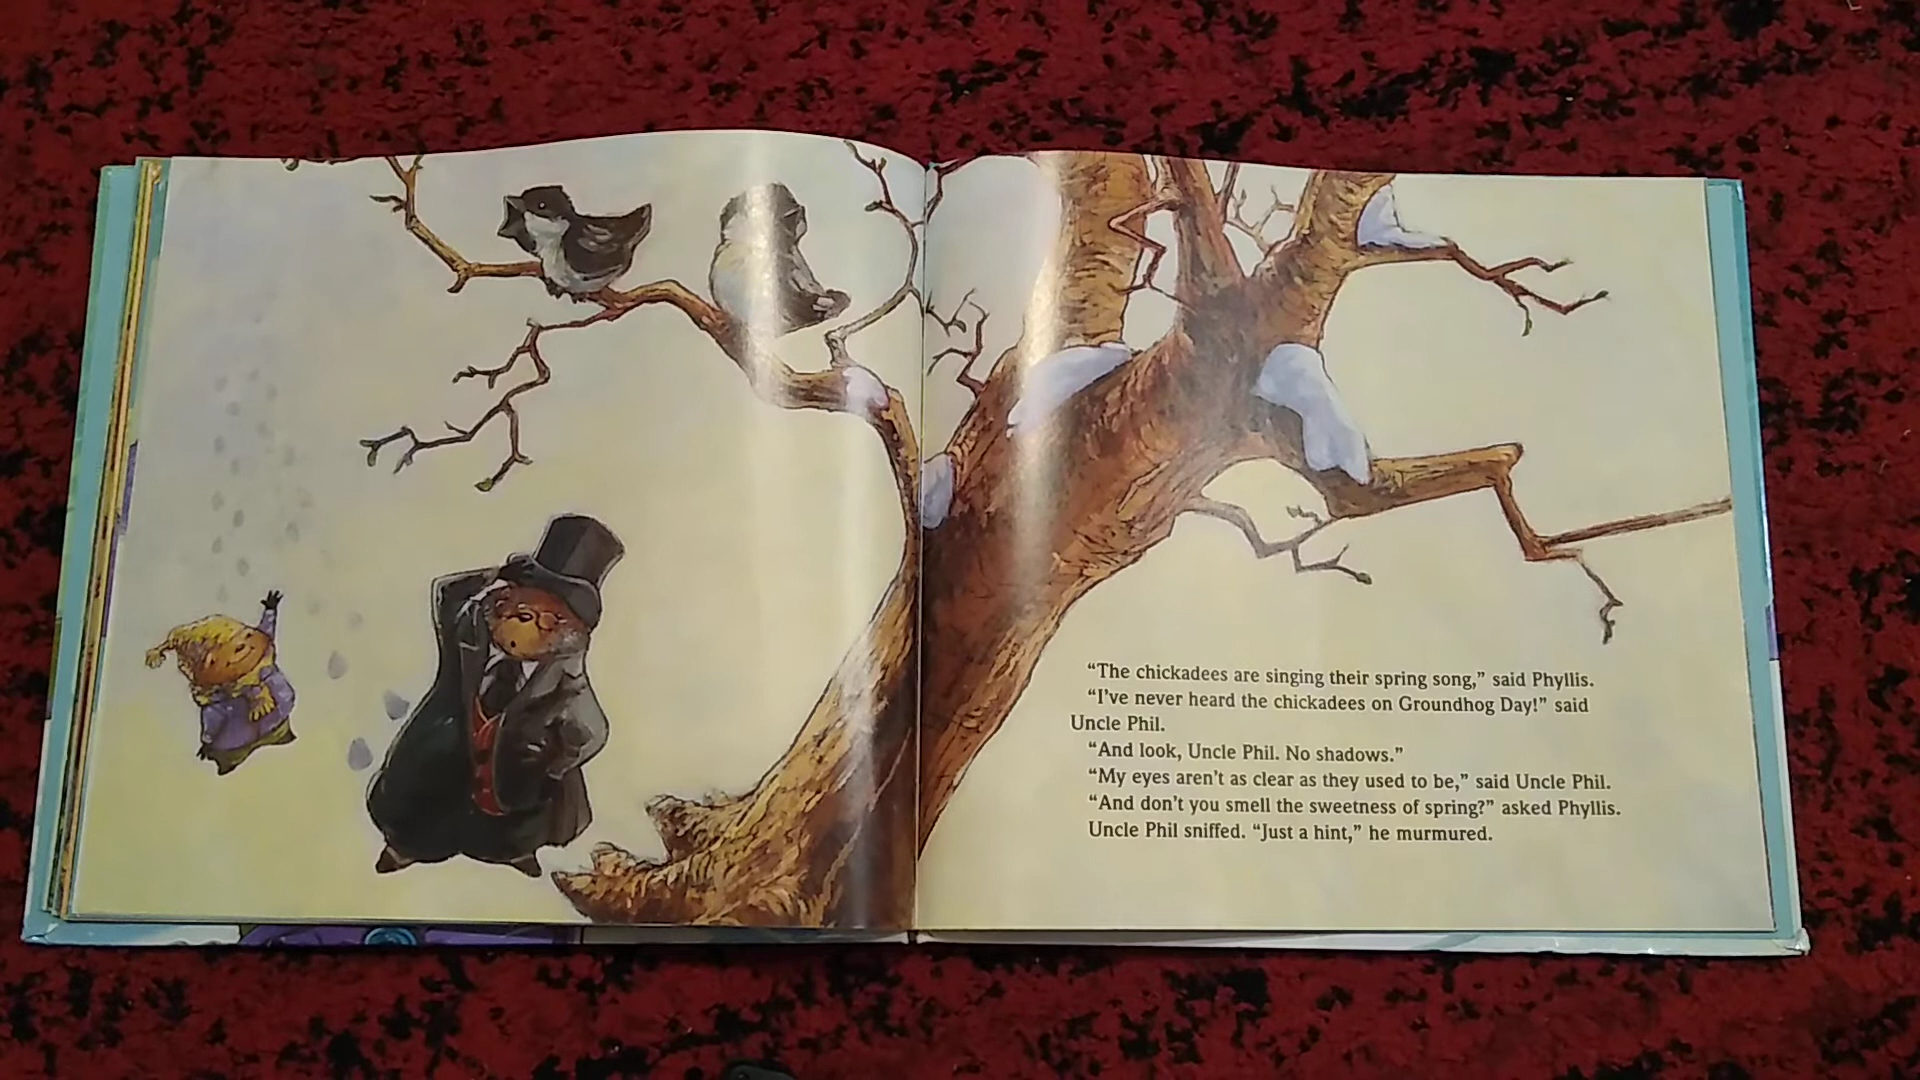 “The chickadees are singing their spring song,” said Phyllis.
“I’ve never heard the chickadees on Groundhog Day!” said
Uncle Phil.
“And look, Uncle Phil. No shadows.”
“My eyes aren’t as clear as they used to be,” said Uncle Phil.
“And don’t you smell the sweetness of spring?” asked Phyllis.
Uncle Phil sniffed. “Just a hint,” he murmured.